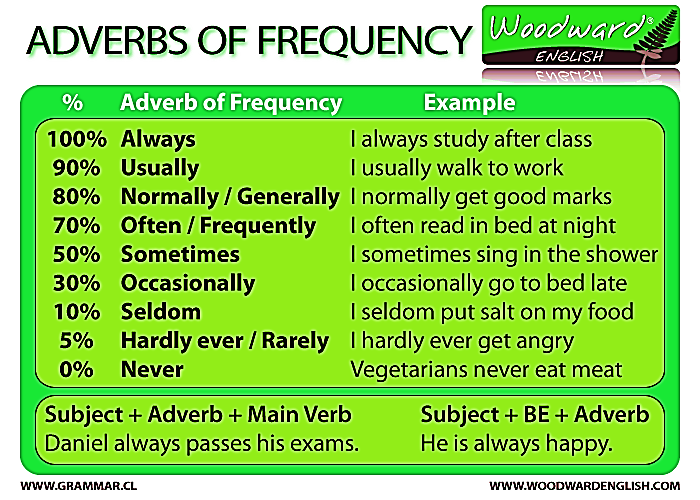 ADVERBS OF FREQUENCY
Woodward®
ENGLISH
% Adverb of Frequency Example
100% Always I always study after class
90% Usually I usually walk to work
80% Normally / Generally I normally get good marks
70% Often / Frequently I often read in bed at night
50% Sometimes I sometimes sing in the shower
30% Occasionally I occasionally go to bed late
10% Seldom I seldom put salt on my food
5% Hardly ever / Rarely I hardly ever get angry
0% Never Vegetarians never eat meat
Subject + Adverb + Main Verb Subject + BE + Adverb
Daniel always passes his exams. He is always happy.
WWW.GRAMMAR.CL WWW.WOODWARDENGLISH.COM